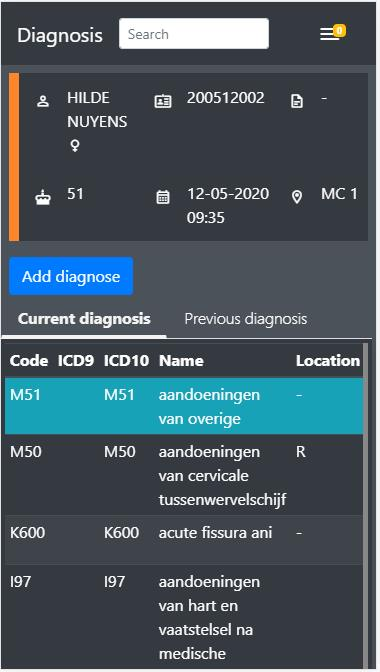 Diagnosis Search 0
HILDE 200512002 -
NUYENS
51 12-05-2020 MC 1
09:35
Add diagnose
Current diagnosis Previous diagnosis
Code ICD9 ICD10 Name Location
M51 M51 aandoeningen -
van overige
M50 M50 aandoeningen R
van cervicale
tussenwervelschijf
K600 K600 acute fissura ani -
I97 I97 aandoeningen
van hart en
vaatstelsel na
medische